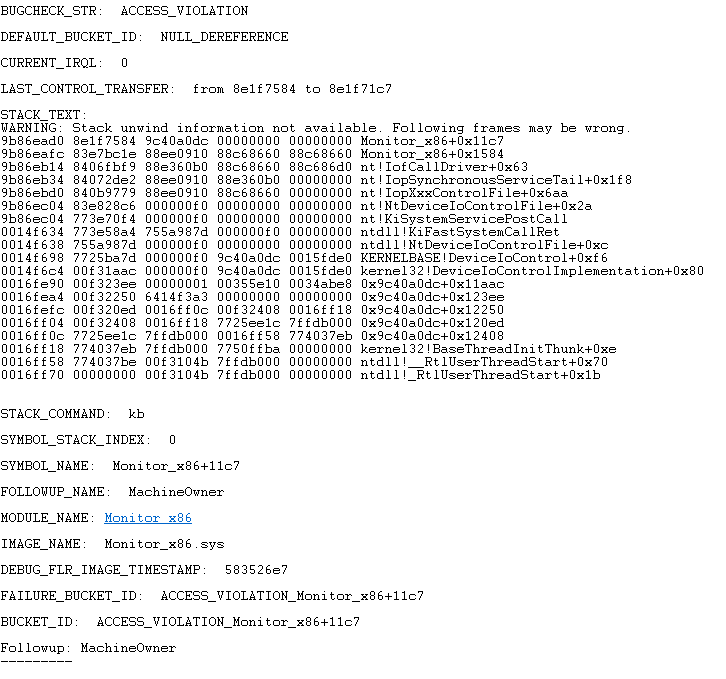 BUGCHECK_STR:  ACCESS_VIOLATION
DEFAULT_BUCKET_ID:  NULL_DEREFERENCE
CURRENT_IRQL:  0
LAST_CONTROL_TRANSFER:  from 8e1f7584 to 8e1f71c7
STACK_TEXT:
WARNING: Stack unwind information not available. Following frames may be wrong.
9b86ead0 8e1f7584 9c40a0dc 00000000 00000000 Monitor_x86+0x11c7
9b86eafc 83e7bc1e 88ee0910 88c68660 88c68660 Monitor_x86+0x1584
9b86eb14 8406fbf9 88e360b0 88c68660 88c686d0 nt!IofCallDriver+0x63
9b86eb34 84072de2 88ee0910 88e360b0 00000000 nt!IopSynchronousServiceTail+0x1f8
9b86ebd0 840b9779 88ee0910 88c68660 00000000 nt!IopXxxControlFile+0x6aa
9b86ec04 83e828c6 000000f0 00000000 00000000 nt!NtDeviceIoControlFile+0x2a
9b86ec04 773e70f4 000000f0 00000000 00000000 nt!KiSystemServicePostCall
0014f634 773e58a4 755a987d 000000f0 00000000 ntdll!KiFastSystemCallRet
0014f638 755a987d 000000f0 00000000 00000000 ntdll!NtDeviceIoControlFile+0xc
0014f698 7725ba7d 000000f0 9c40a0dc 0015fde0 KERNELBASE!DeviceIoControl+0xf6
0014f6c4 00f31aac 000000f0 9c40a0dc 0015fde0 kernel32!DeviceIoControlImplementation+0x80
0016fe90 00f323ee 00000001 00355e10 0034abe8 0x9c40a0dc+0x11aac
0016fea4 00f32250 6414f3a3 00000000 00000000 0x9c40a0dc+0x123ee
0016fefc 00f320ed 0016ff0c 00f32408 0016ff18 0x9c40a0dc+0x12250
0016ff04 00f32408 0016ff18 7725ee1c 7ffdb000 0x9c40a0dc+0x120ed
0016ff0c 7725ee1c 7ffdb000 0016ff58 774037eb 0x9c40a0dc+0x12408
0016ff18 774037eb 7ffdb000 7750ffba 00000000 kernel32!BaseThreadInitThunk+0xe
0016ff58 774037be 00f3104b 7ffdb000 00000000 ntdll!__RtlUserThreadStart+0x70
0016ff70 00000000 00f3104b 7ffdb000 00000000 ntdll!_RtlUserThreadStart+0x1b
STACK_COMMAND:  kb
SYMBOL_STACK_INDEX:  0
SYMBOL_NAME:  Monitor_x86+11c7
FOLLOWUP_NAME:  MachineOwner
MODULE_NAME: Monitor_x86
IMAGE_NAME:  Monitor_x86.sys
DEBUG_FLR_IMAGE_TIMESTAMP:  583526e7
FAILURE_BUCKET_ID:  ACCESS_VIOLATION_Monitor_x86+11c7
BUCKET_ID:  ACCESS_VIOLATION_Monitor_x86+11c7
Followup: MachineOwner
---------